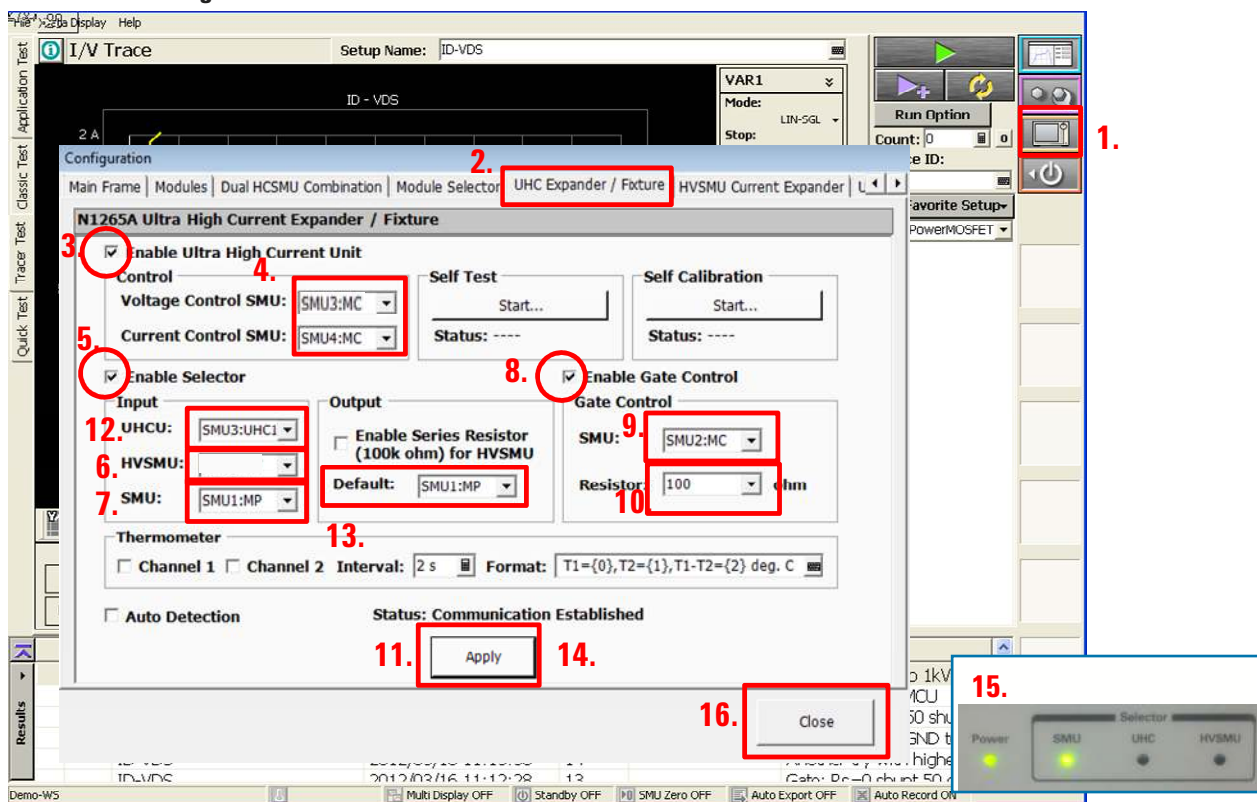 Display Help
I/V Trace
Setup Name: ID-VDS
Application Test
Classic Test
Tracer Test
Quick Test
ID - VDS
2 A
VAR1
Mode:
LIN-SGL
Stop:
Run Option
Count: 0
0
ID:
Favorite Setup
PowerMOSFET
1.
Configuration
2.
Main Frame
Modules
Dual HCSMU Combination
Module Selector
UHC Expander / Fixture
HVSMU Current Expander
U
N1265A Ultra High Current Expander / Fixture
3.
Enable Ultra High Current Unit
Control
4.
Voltage Control SMU: SMU3:MC
Current Control SMU: SMU4:MC
Self Test
Start...
Status: ----
Self Calibration
Start...
Status: ----
5.
Enable Selector
8.
Enable Gate Control
Input
12.
UHCU: SMU3:UHC1
6.
HVSMU:
7.
SMU: SMU1:MP
Output
Enable Series Resistor
(100k ohm) for HVSMU
Default: SMU1:MP
13.
Gate Control
SMU: 9. SMU2:MC
Resistor: 100 ohm
10.
Thermometer
Channel 1 Channel 2 Interval: 2 s Format: T1={0},T2={1},T1-T2={2} deg. C
Auto Detection
Status: Communication Established
11.
Apply
14.
16.
Close
15.
Power
Selector
SMU
UHC
HVSMU
Results
ID-VDS 2012/03/16 11:12:28 13
Demo-WS
Multi Display OFF
Standby OFF
SMU Zero OFF
Auto Export OFF
Auto Record ON